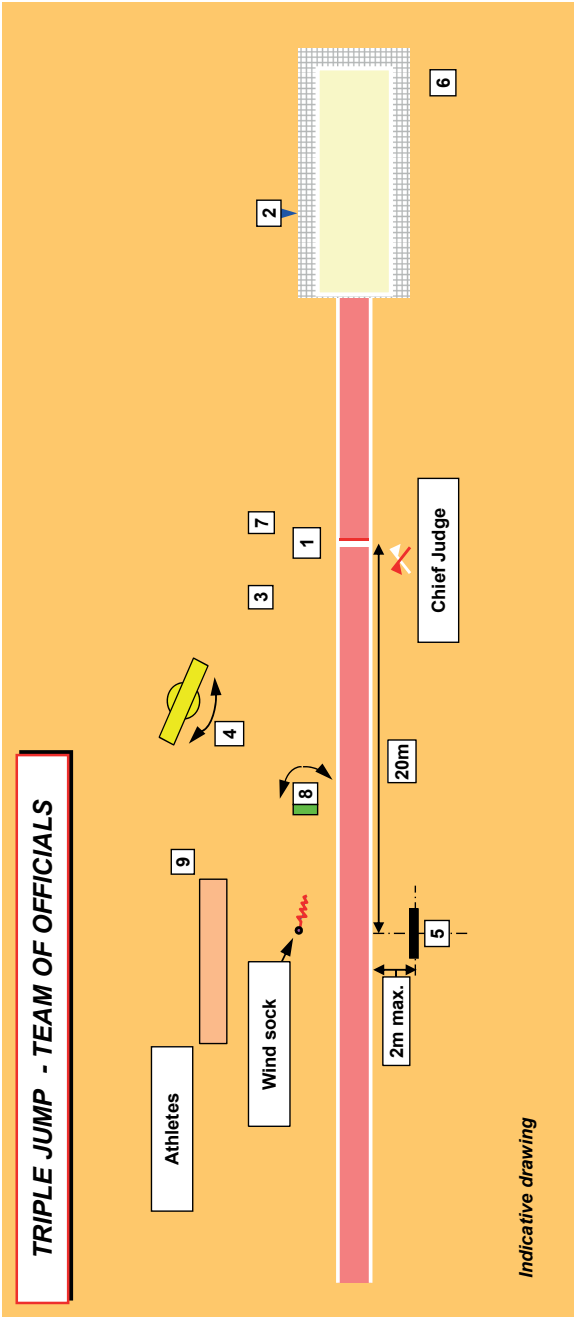 TRIPLE JUMP - TEAM OF OFFICIALS
Athletes
9
4
2
Wind sock
3
7
8
1
20m
2m max.
5
Chief Judge
6
Indicative drawing